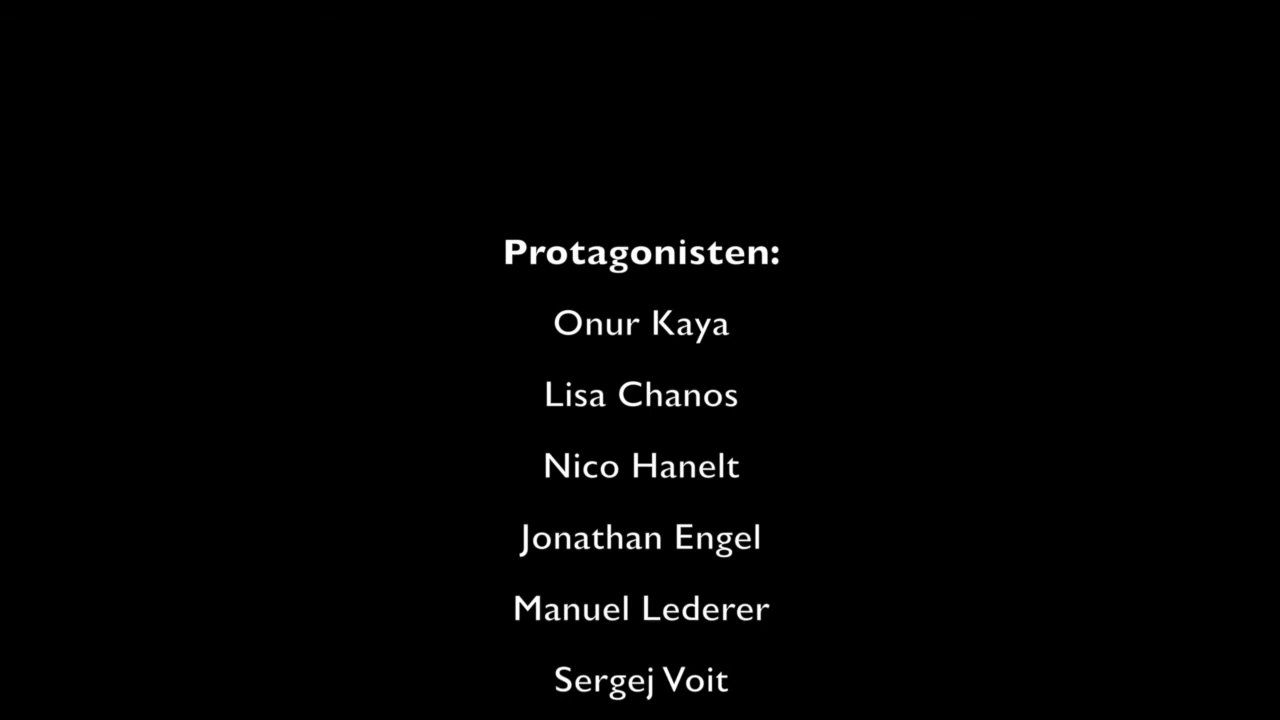 Protagonisten:
Onur Kaya
Lisa Chanos
Nico Hanelt
Jonathan Engel
Manuel Lederer
Sergej Voit